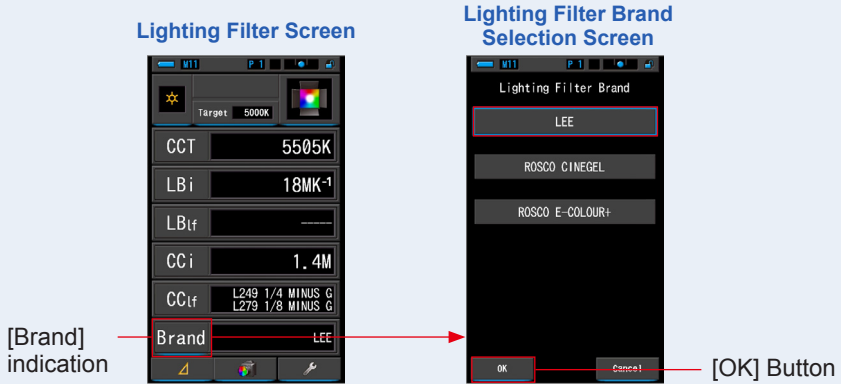 Lighting Filter Screen
M11 P 1
Target 5000K
CCT 5505K
LBi 18MK-1
LBlf -----
CCi 1.4M
CClf L249 1/4 MINUS G
L279 1/8 MINUS G
Brand LEE
[Brand]
indication
Lighting Filter Brand
Selection Screen
M11 P 1
Lighting Filter Brand
LEE
ROSCO CINEGEL
ROSCO E-COLOUR+
OK Cancel
[OK] Button